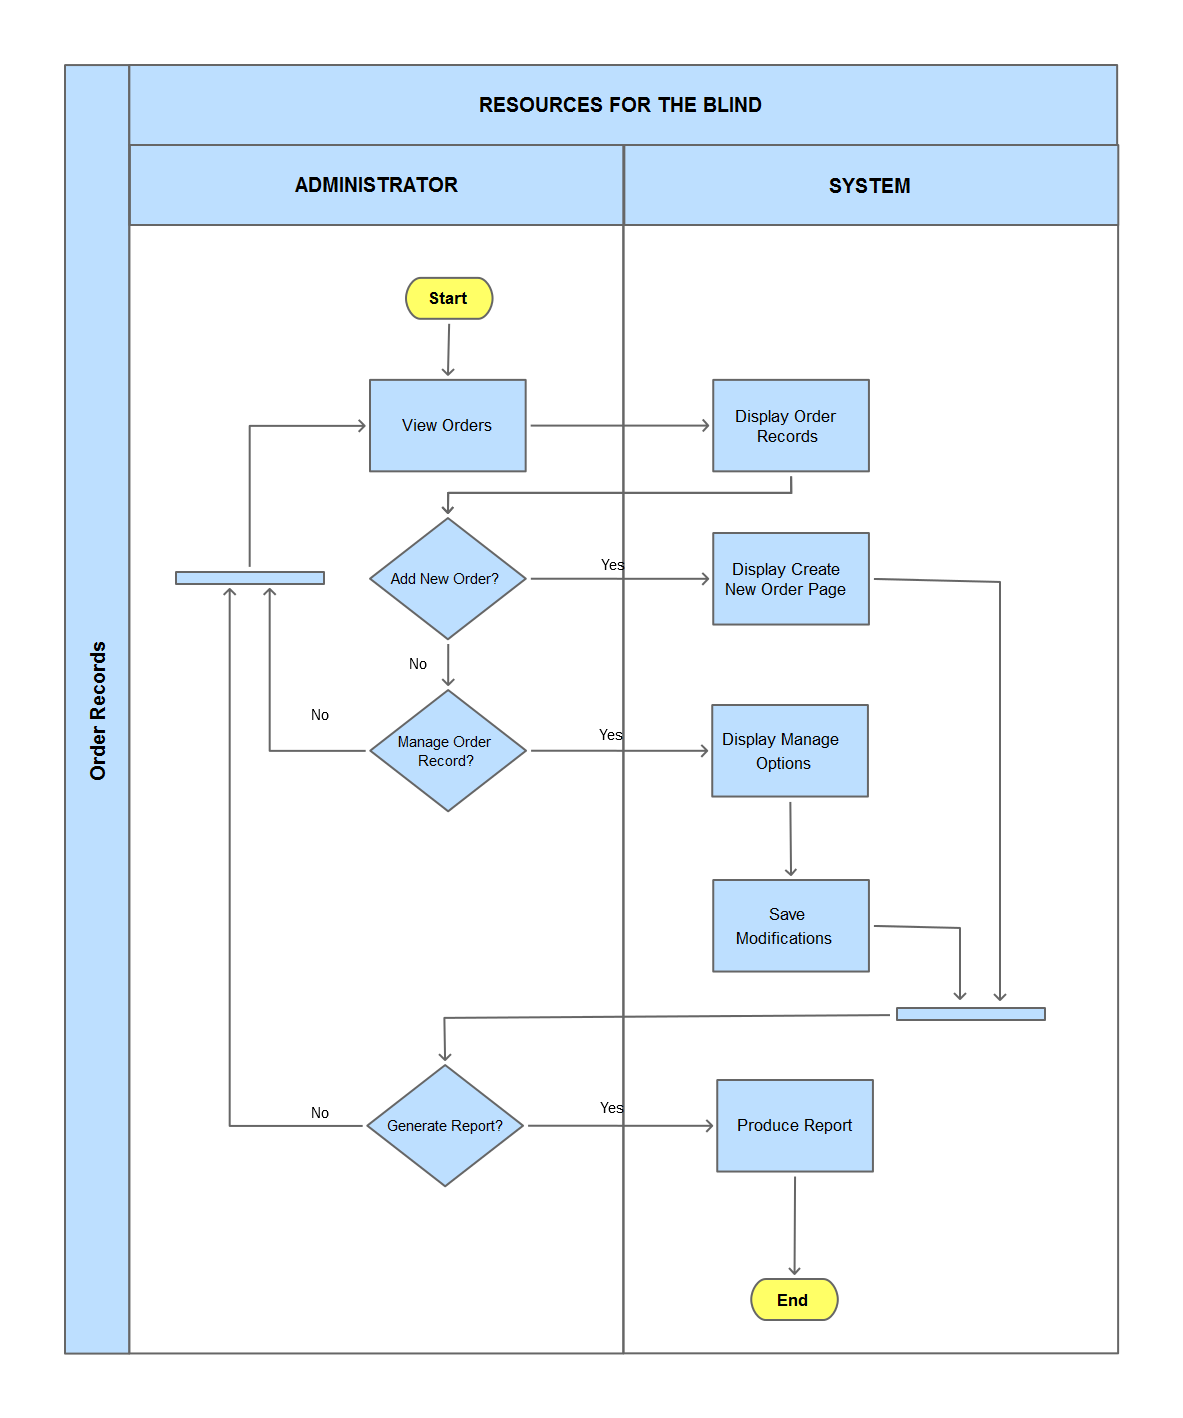 RESOURCES FOR THE BLIND
ADMINISTRATOR
SYSTEM
Order Records
Start
View Orders
Display Order
Records
Add New Order?
Yes
Display Create
New Order Page
No
No
Manage Order
Record?
Yes
Display Manage
Options
Save
Modifications
No
Generate Report?
Yes
Produce Report
End